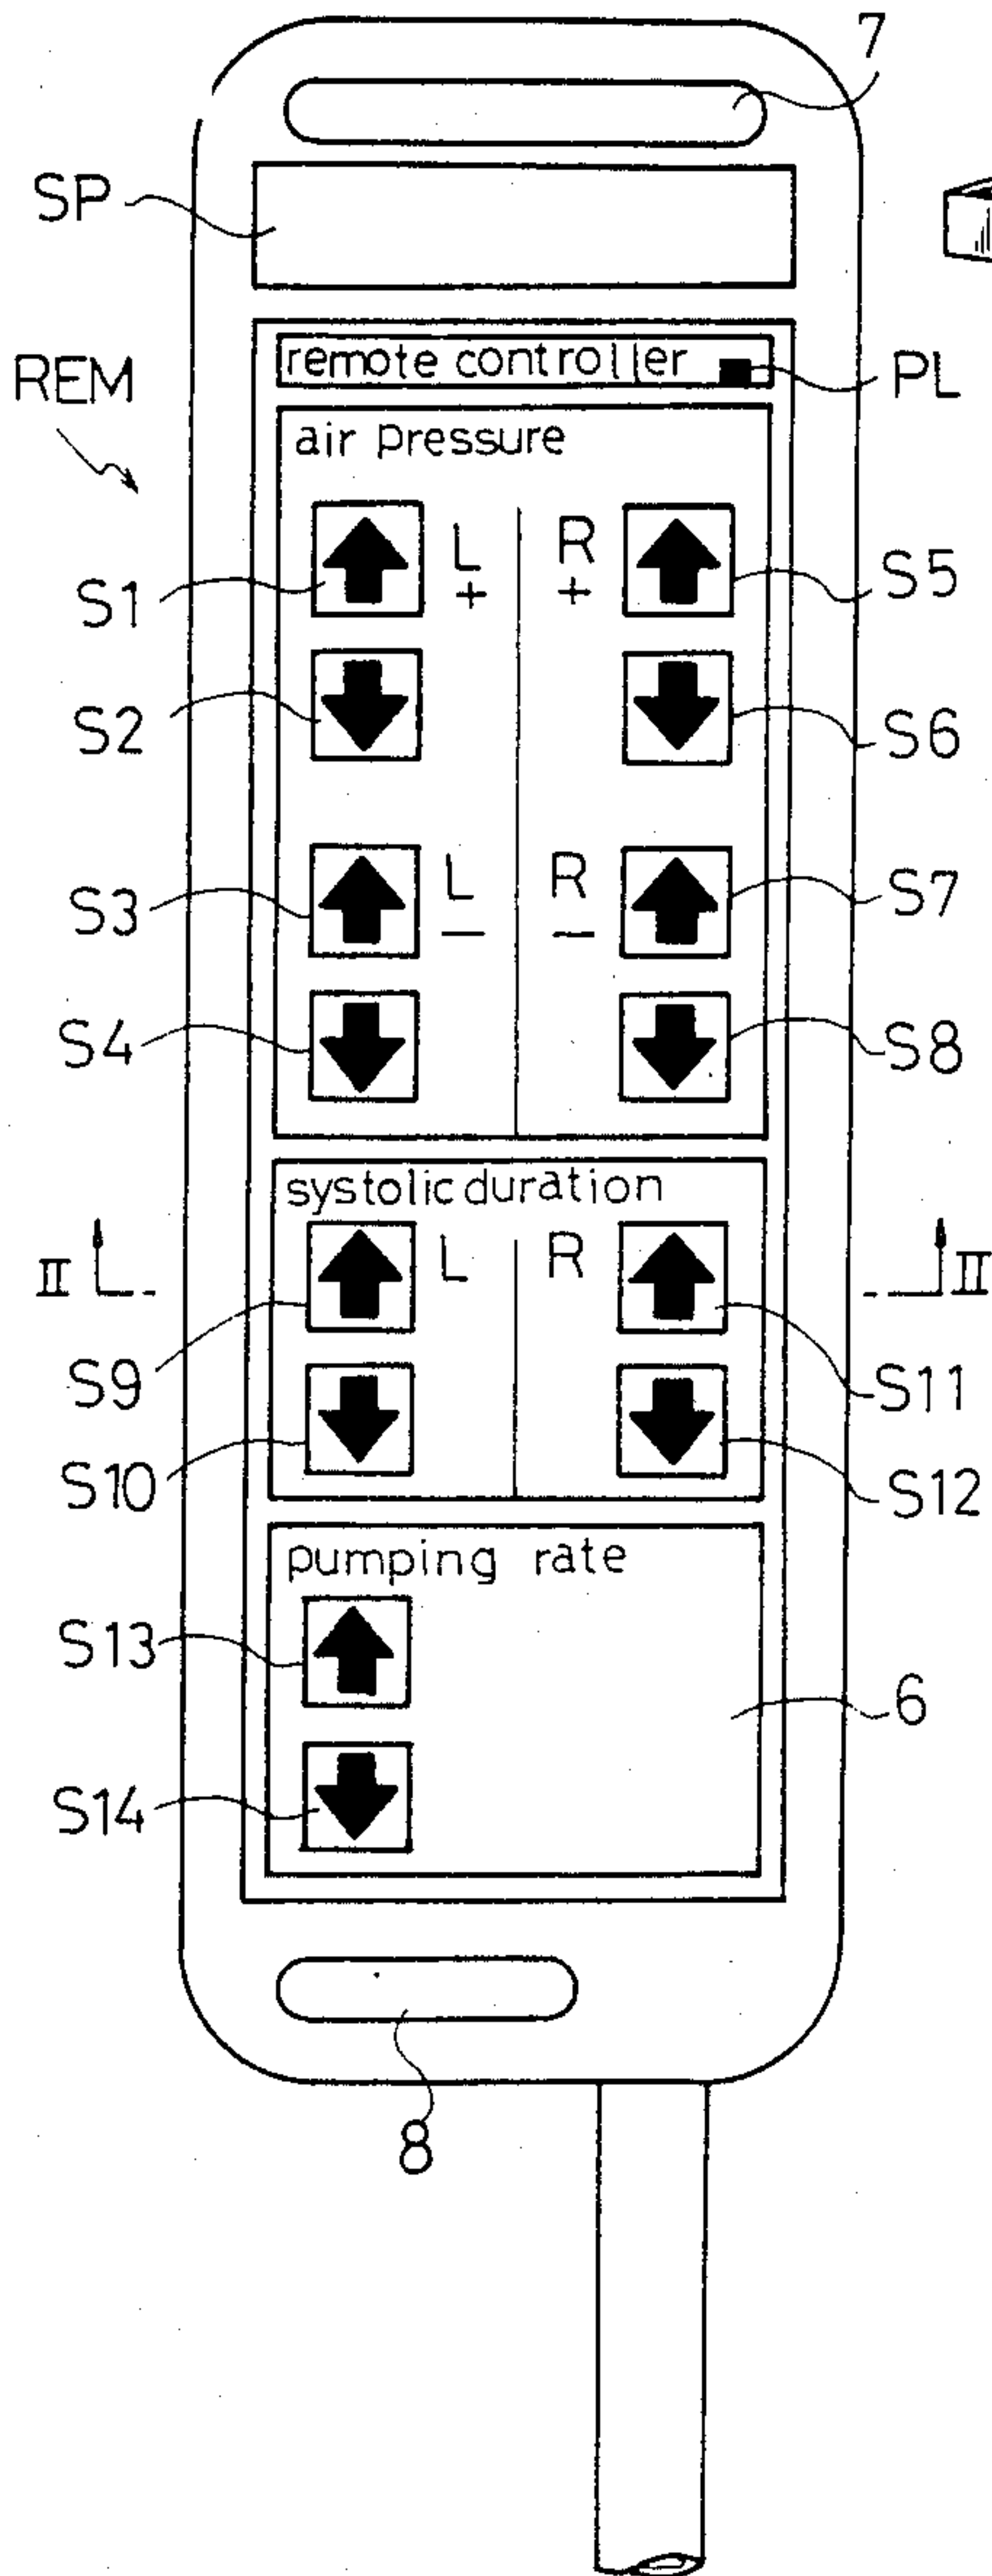 7
SP
remote controller
REM
PL
air pressure
S1 L + R + S5
S2 S6
S3 L − R − S7
S4 S8
systolic duration
II L R II
S9 S11
S10 S12
pumping rate
S13
6
S14
8